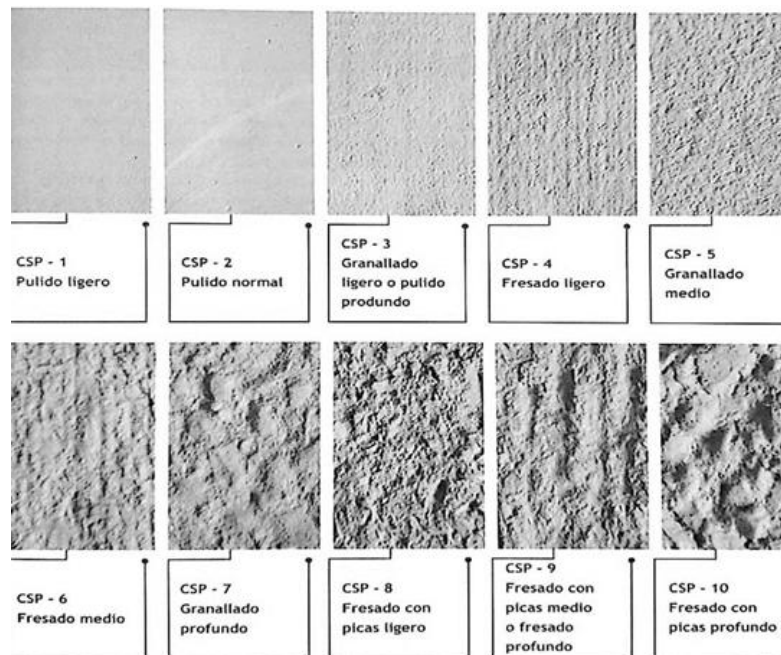 CSP - 1
Pulido ligero
CSP - 2
Pulido normal
CSP - 3
Granallado
ligero o pulido
produndo
CSP - 4
Fresado ligero
CSP - 5
Granallado
medio
CSP - 6
Fresado medio
CSP - 7
Granallado
profundo
CSP - 8
Fresado con
picas ligero
CSP - 9
Fresado con
picas medio
o fresado
profundo
CSP - 10
Fresado con
picas profundo